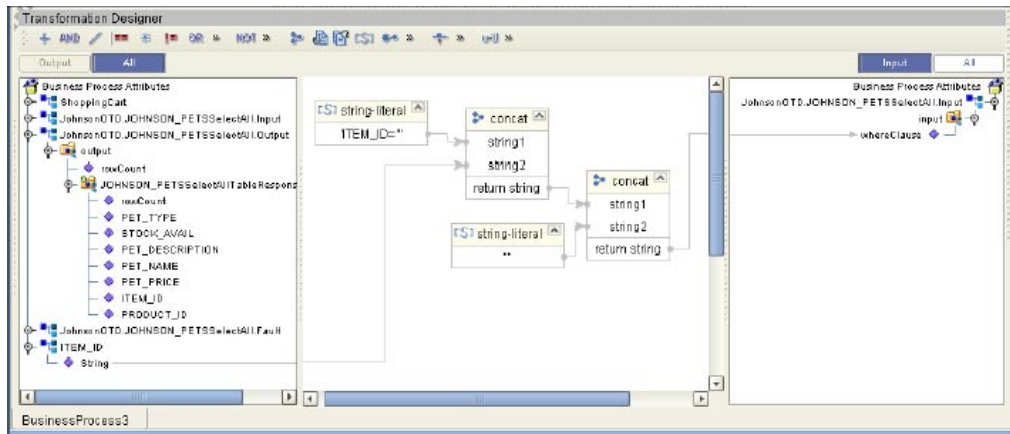 Transformation Designer
AND OR NOT
Output All
Input All
Business Process Attributes
ShoppingCart
JohnsonOTD.JOHNSON_PETSSelectAll.Input
JohnsonOTD.JOHNSON_PETSSelectAll.Output
output
rowCount
JOHNSON_PETSSelectAllTableRespons
rowCount
PET_TYPE
STOCK_AVAIL
PET_DESCRIPTION
PET_NAME
PET_PRICE
ITEM_ID
PRODUCT_ID
JohnsonOTD.JOHNSON_PETSSelectAll.Fault
ITEM_ID
String
string-literal
ITEM_ID="
concat
string1
string2
return string
string-literal
"
concat
string1
string2
return string
Business Process Attributes
JohnsonOTD.JOHNSON_PETSSelectAll.Input
input
whereClause
BusinessProcess3